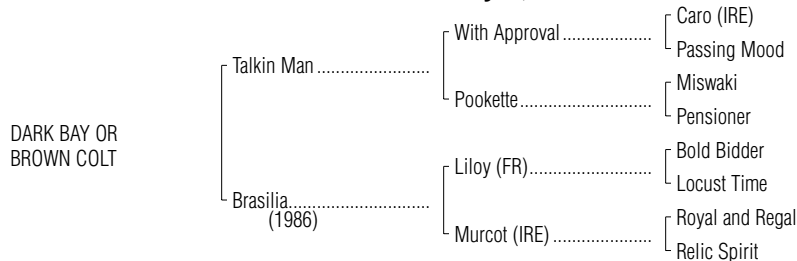 Caro (IRE)
With Approval
Passing Mood
Talkin Man
Miswaki
Pookette
Pensioner
DARK BAY OR
BROWN COLT
Bold Bidder
Liloy (FR)
Locust Time
Brasilia
(1986)
Royal and Regal
Murcot (IRE)
Relic Spirit